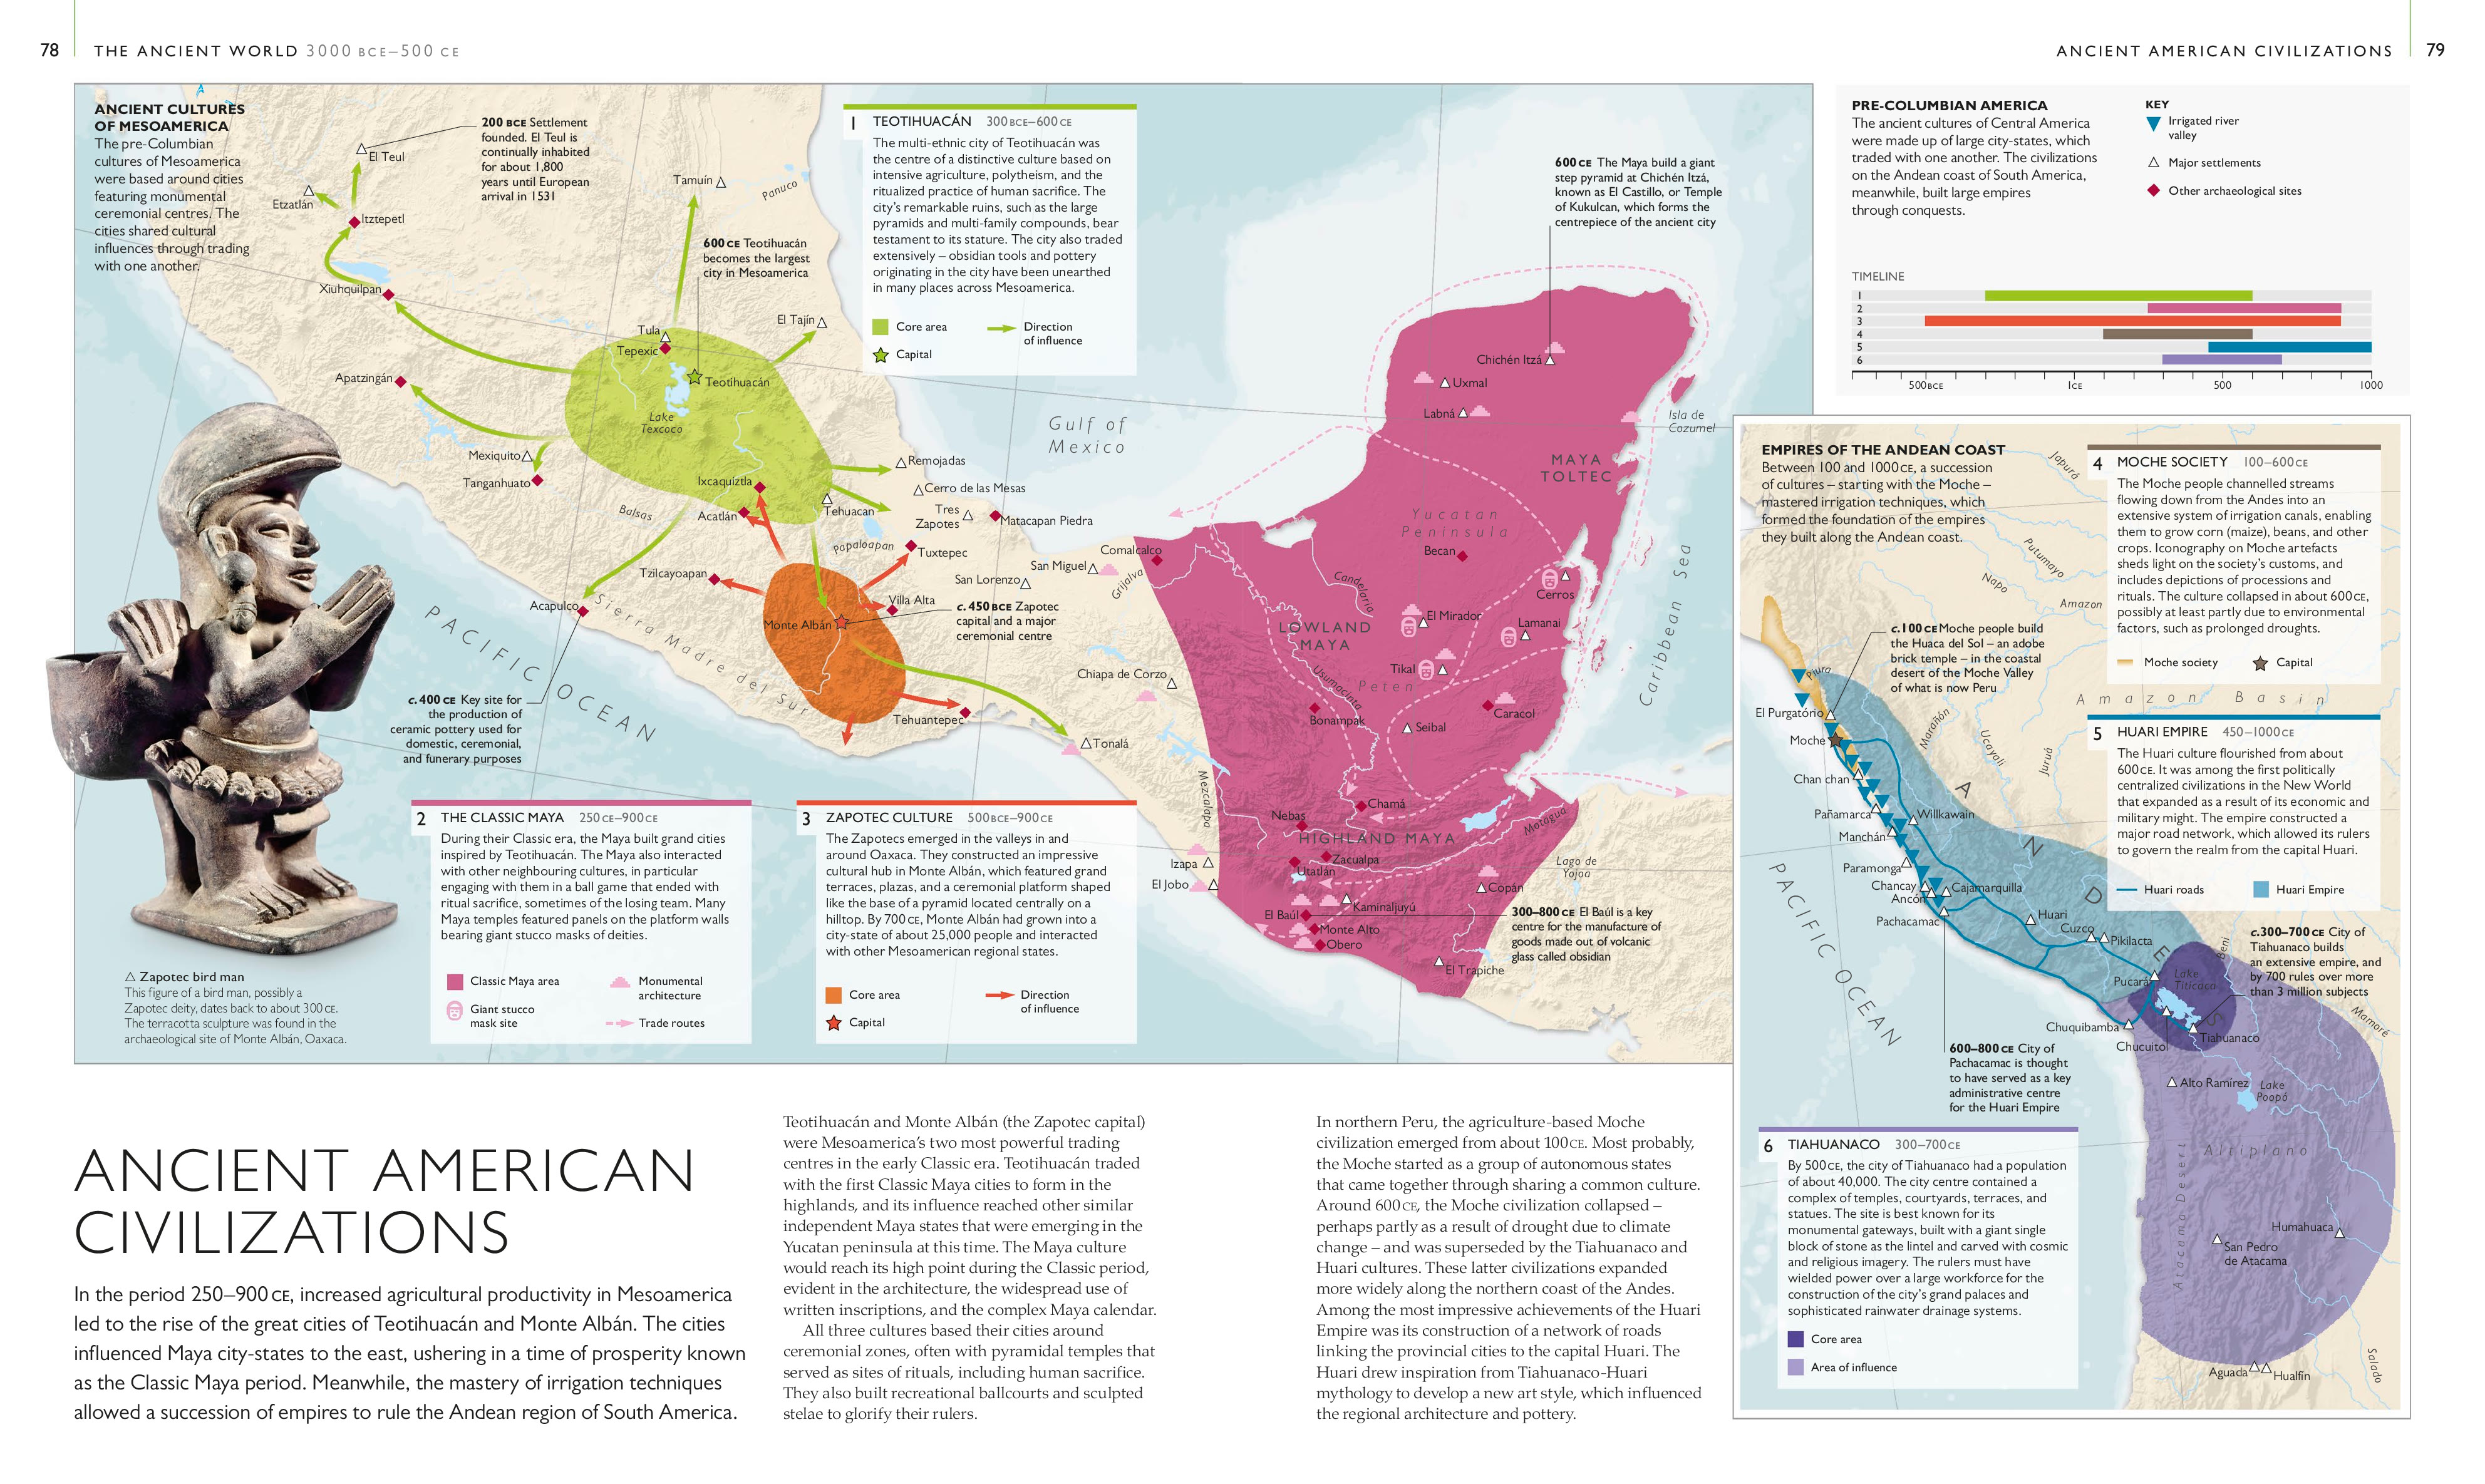 78
THE ANCIENT WORLD 3000 BCE–500 CE
ANCIENT AMERICAN CIVILIZATIONS
79
ANCIENT CULTURES
OF MESOAMERICA
The pre-Columbian
cultures of Mesoamerica
were based around cities
featuring monumental
ceremonial centres. The
cities shared cultural
influences through trading
with one another.
200 BCE Settlement
founded. El Teul is
continually inhabited
for about 1,800
years until European
arrival in 1531
El Teul
Etzatlán
Itztepetl
Xiuhquilpan
Apatzingán
Tamuín
Panuco
600 CE Teotihuacán
becomes the largest
city in Mesoamerica
Tula
Tepexic
El Tajín
Teotihuacán
Lake
Texcoco
Mexiquito
Tanganhuato
Balsas
Ixcaquiztla
Acatlán
Tehuacan
Remojadas
Cerro de las Mesas
Tres
Zapotes
Matacapan Piedra
Papaloapan
Tuxtepec
Tzilcayoapan
Acapulco
Sierra Madre del Sur
Monte Albán
Villa Alta
San Lorenzo
San Miguel
Grijalva
Comalcalco
c. 450 BCE Zapotec
capital and a major
ceremonial centre
Chiapa de Corzo
Tehuantepec
Tonalá
PACIFIC OCEAN
c. 400 CE Key site for
the production of
ceramic pottery used for
domestic, ceremonial,
and funerary purposes
1 TEOTIHUACÁN 300 BCE–600 CE
The multi-ethnic city of Teotihuacán was
the centre of a distinctive culture based on
intensive agriculture, polytheism, and the
ritualized practice of human sacrifice. The
city's remarkable ruins, such as the large
pyramids and multi-family compounds, bear
testament to its stature. The city also traded
extensively – obsidian tools and pottery
originating in the city have been unearthed
in many places across Mesoamerica.
Core area
Direction
of influence
Capital
Gulf of
Mexico
600 CE The Maya build a giant
step pyramid at Chichén Itzá,
known as El Castillo, or Temple
of Kukulcan, which forms the
centrepiece of the ancient city
Chichén Itzá
Uxmal
Labná
Isla de
Cozumel
MAYA
TOLTEC
Yucatan
Peninsula
Becan
Candelaria
Cerros
El Mirador
Lamanai
LOWLAND
MAYA
Tikal
Peten
Usumacinta
Bonampak
Caracol
Seibal
Caribbean Sea
Mezcalapa
Chamá
Nebas
HIGHLAND MAYA
Motagua
Zacualpa
Utatlán
Izapa
El Jobo
Copán
Lago de
Yojoa
Kaminaljuyú
El Baúl
Monte Alto
Obero
El Trapiche
300–800 CE El Baúl is a key
centre for the manufacture of
goods made out of volcanic
glass called obsidian
2 THE CLASSIC MAYA 250 CE–900 CE
During their Classic era, the Maya built grand cities
inspired by Teotihuacán. The Maya also interacted
with other neighbouring cultures, in particular
engaging with them in a ball game that ended with
ritual sacrifice, sometimes of the losing team. Many
Maya temples featured panels on the platform walls
bearing giant stucco masks of deities.
Classic Maya area
Monumental
architecture
Giant stucco
mask site
Trade routes
3 ZAPOTEC CULTURE 500 BCE–900 CE
The Zapotecs emerged in the valleys in and
around Oaxaca. They constructed an impressive
cultural hub in Monte Albán, which featured grand
terraces, plazas, and a ceremonial platform shaped
like the base of a pyramid located centrally on a
hilltop. By 700 CE, Monte Albán had grown into a
city-state of about 25,000 people and interacted
with other Mesoamerican regional states.
Core area
Direction
of influence
Capital
Zapotec bird man
This figure of a bird man, possibly a
Zapotec deity, dates back to about 300 CE.
The terracotta sculpture was found in the
archaeological site of Monte Albán, Oaxaca.
PRE-COLUMBIAN AMERICA
The ancient cultures of Central America
were made up of large city-states, which
traded with one another. The civilizations
on the Andean coast of South America,
meanwhile, built large empires
through conquests.
KEY
Irrigated river
valley
Major settlements
Other archaeological sites
TIMELINE
1
2
3
4
5
6
500 BCE
1 CE
500
1000
EMPIRES OF THE ANDEAN COAST
Between 100 and 1000 CE, a succession
of cultures – starting with the Moche –
mastered irrigation techniques, which
formed the foundation of the empires
they built along the Andean coast.
4 MOCHE SOCIETY 100–600 CE
The Moche people channelled streams
flowing down from the Andes into an
extensive system of irrigation canals, enabling
them to grow corn (maize), beans, and other
crops. Iconography on Moche artefacts
sheds light on the society's customs, and
includes depictions of processions and
rituals. The culture collapsed in about 600 CE,
possibly at least partly due to environmental
factors, such as prolonged droughts.
Moche society
Capital
Japurá
Putumayo
Napo
Amazon
Amazon Basin
c. 100 CE Moche people build
the Huaca del Sol – an adobe
brick temple – in the coastal
desert of the Moche Valley
of what is now Peru
5 HUARI EMPIRE 450–1000 CE
The Huari culture flourished from about
600 CE. It was among the first politically
centralized civilizations in the New World
that expanded as a result of its economic and
military might. The empire constructed a
major road network, which allowed its rulers
to govern the realm from the capital Huari.
Huari roads
Huari Empire
Piura
El Purgatório
Moche
Marañón
Ucayali
Juruá
Chan chan
Pañamarca
Willkawain
Manchán
Paramonga
Chancay
Cajamarquilla
Ancón
Pachacamac
Huari
Cuzco
Pikilacta
ANDES
PACIFIC OCEAN
Beni
Pucará
Lake
Titicaca
c. 300–700 CE City of
Tiahuanaco builds
an extensive empire, and
by 700 rules over more
than 3 million subjects
Mamoré
Chuquibamba
Chucuitol
Tiahuanaco
600–800 CE City of
Pachacamac is thought
to have served as a key
administrative centre
for the Huari Empire
Alto Ramírez
Lake
Poopó
Altiplano
Atacama Desert
Humahuaca
San Pedro
de Atacama
Aguada
Hualfín
Salado
6 TIAHUANACO 300–700 CE
By 500 CE, the city of Tiahuanaco had a population
of about 40,000. The city centre contained a
complex of temples, courtyards, terraces, and
statues. The site is best known for its
monumental gateways, built with a giant single
block of stone as the lintel and carved with cosmic
and religious imagery. The rulers must have
wielded power over a large workforce for the
construction of the city's grand palaces and
sophisticated rainwater drainage systems.
Core area
Area of influence
ANCIENT AMERICAN
CIVILIZATIONS
In the period 250–900 CE, increased agricultural productivity in Mesoamerica
led to the rise of the great cities of Teotihuacán and Monte Albán. The cities
influenced Maya city-states to the east, ushering in a time of prosperity known
as the Classic Maya period. Meanwhile, the mastery of irrigation techniques
allowed a succession of empires to rule the Andean region of South America.
Teotihuacán and Monte Albán (the Zapotec capital)
were Mesoamerica's two most powerful trading
centres in the early Classic era. Teotihuacán traded
with the first Classic Maya cities to form in the
highlands, and its influence reached other similar
independent Maya states that were emerging in the
Yucatan peninsula at this time. The Maya culture
would reach its high point during the Classic period,
evident in the architecture, the widespread use of
written inscriptions, and the complex Maya calendar.
All three cultures based their cities around
ceremonial zones, often with pyramidal temples that
served as sites of rituals, including human sacrifice.
They also built recreational ballcourts and sculpted
stelae to glorify their rulers.
In northern Peru, the agriculture-based Moche
civilization emerged from about 100 CE. Most probably,
the Moche started as a group of autonomous states
that came together through sharing a common culture.
Around 600 CE, the Moche civilization collapsed –
perhaps partly as a result of drought due to climate
change – and was superseded by the Tiahuanaco and
Huari cultures. These latter civilizations expanded
more widely along the northern coast of the Andes.
Among the most impressive achievements of the Huari
Empire was its construction of a network of roads
linking the provincial cities to the capital Huari. The
Huari drew inspiration from Tiahuanaco-Huari
mythology to develop a new art style, which influenced
the regional architecture and pottery.